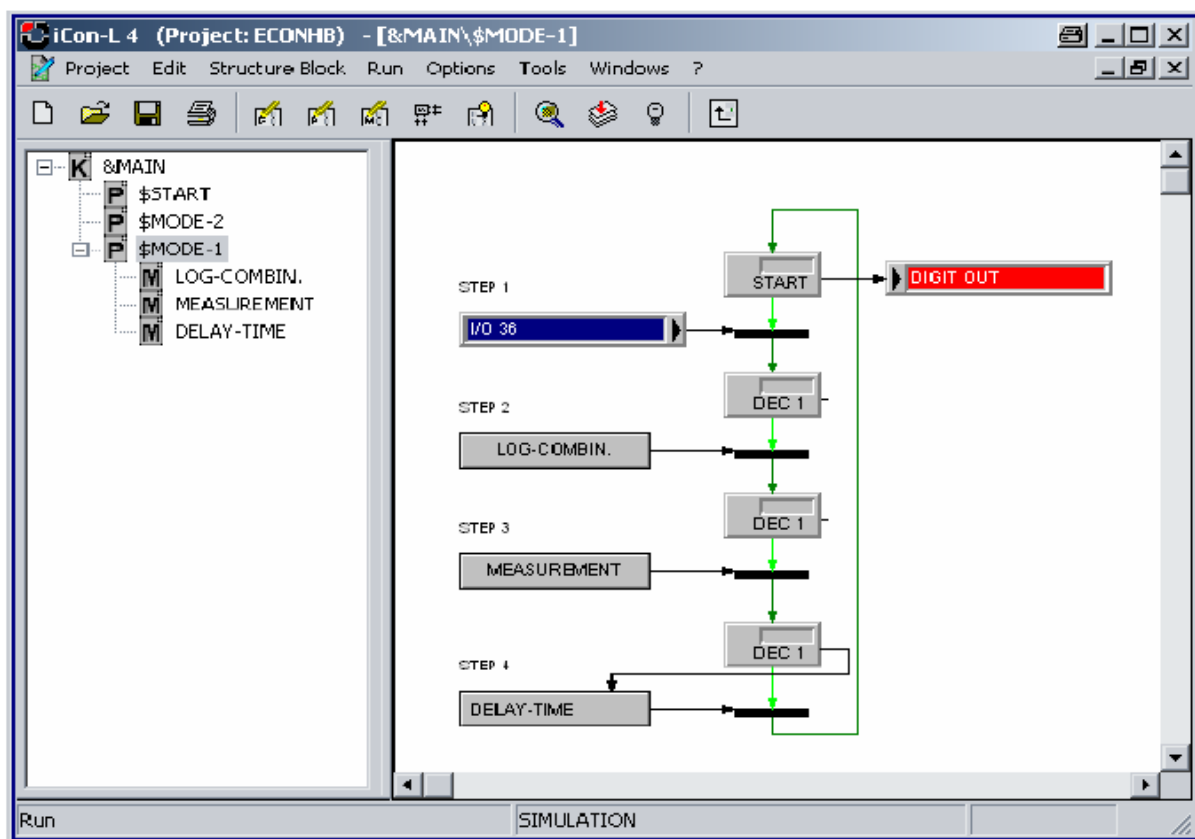 iCon-L 4 (Project: ECONHB) - [&MAIN\$MODE-1]
Project Edit Structure Block Run Options Tools Windows ?
K &MAIN
P $START
P $MODE-2
P $MODE-1
M LOG-COMBIN.
M MEASUREMENT
M DELAY-TIME
START
DIGIT OUT
STEP 1
I/O 36
DEC 1
STEP 2
LOG-COMBIN.
DEC 1
STEP 3
MEASUREMENT
DEC 1
STEP 4
DELAY-TIME
Run SIMULATION